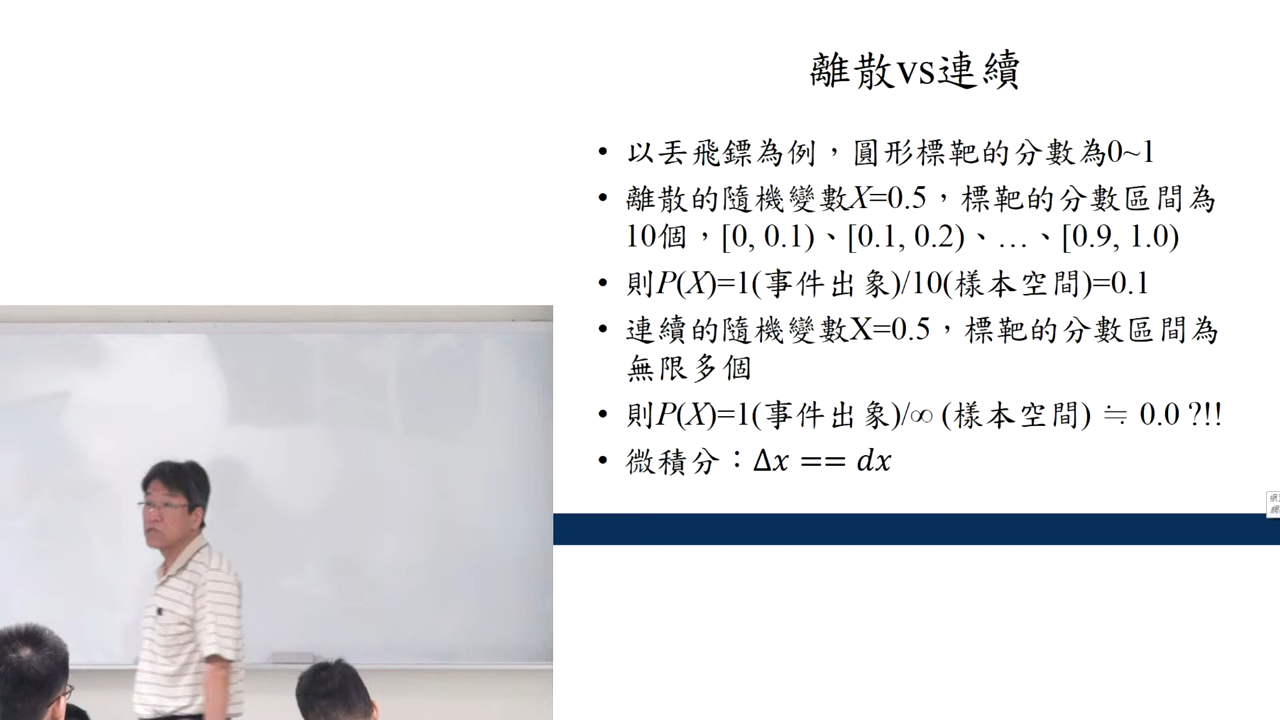 離散vs連續
• 以丟飛鏢為例，圓形標靶的分數為0~1
• 離散的隨機變數X=0.5，標靶的分數區間為
10個，[0, 0.1)、[0.1, 0.2)、…、[0.9, 1.0)
• 則P(X)=1(事件出象)/10(樣本空間)=0.1
• 連續的隨機變數X=0.5，標靶的分數區間為
無限多個
• 則P(X)=1(事件出象)/∞ (樣本空間) ≒ 0.0 ?!!
• 微積分：Δx == dx